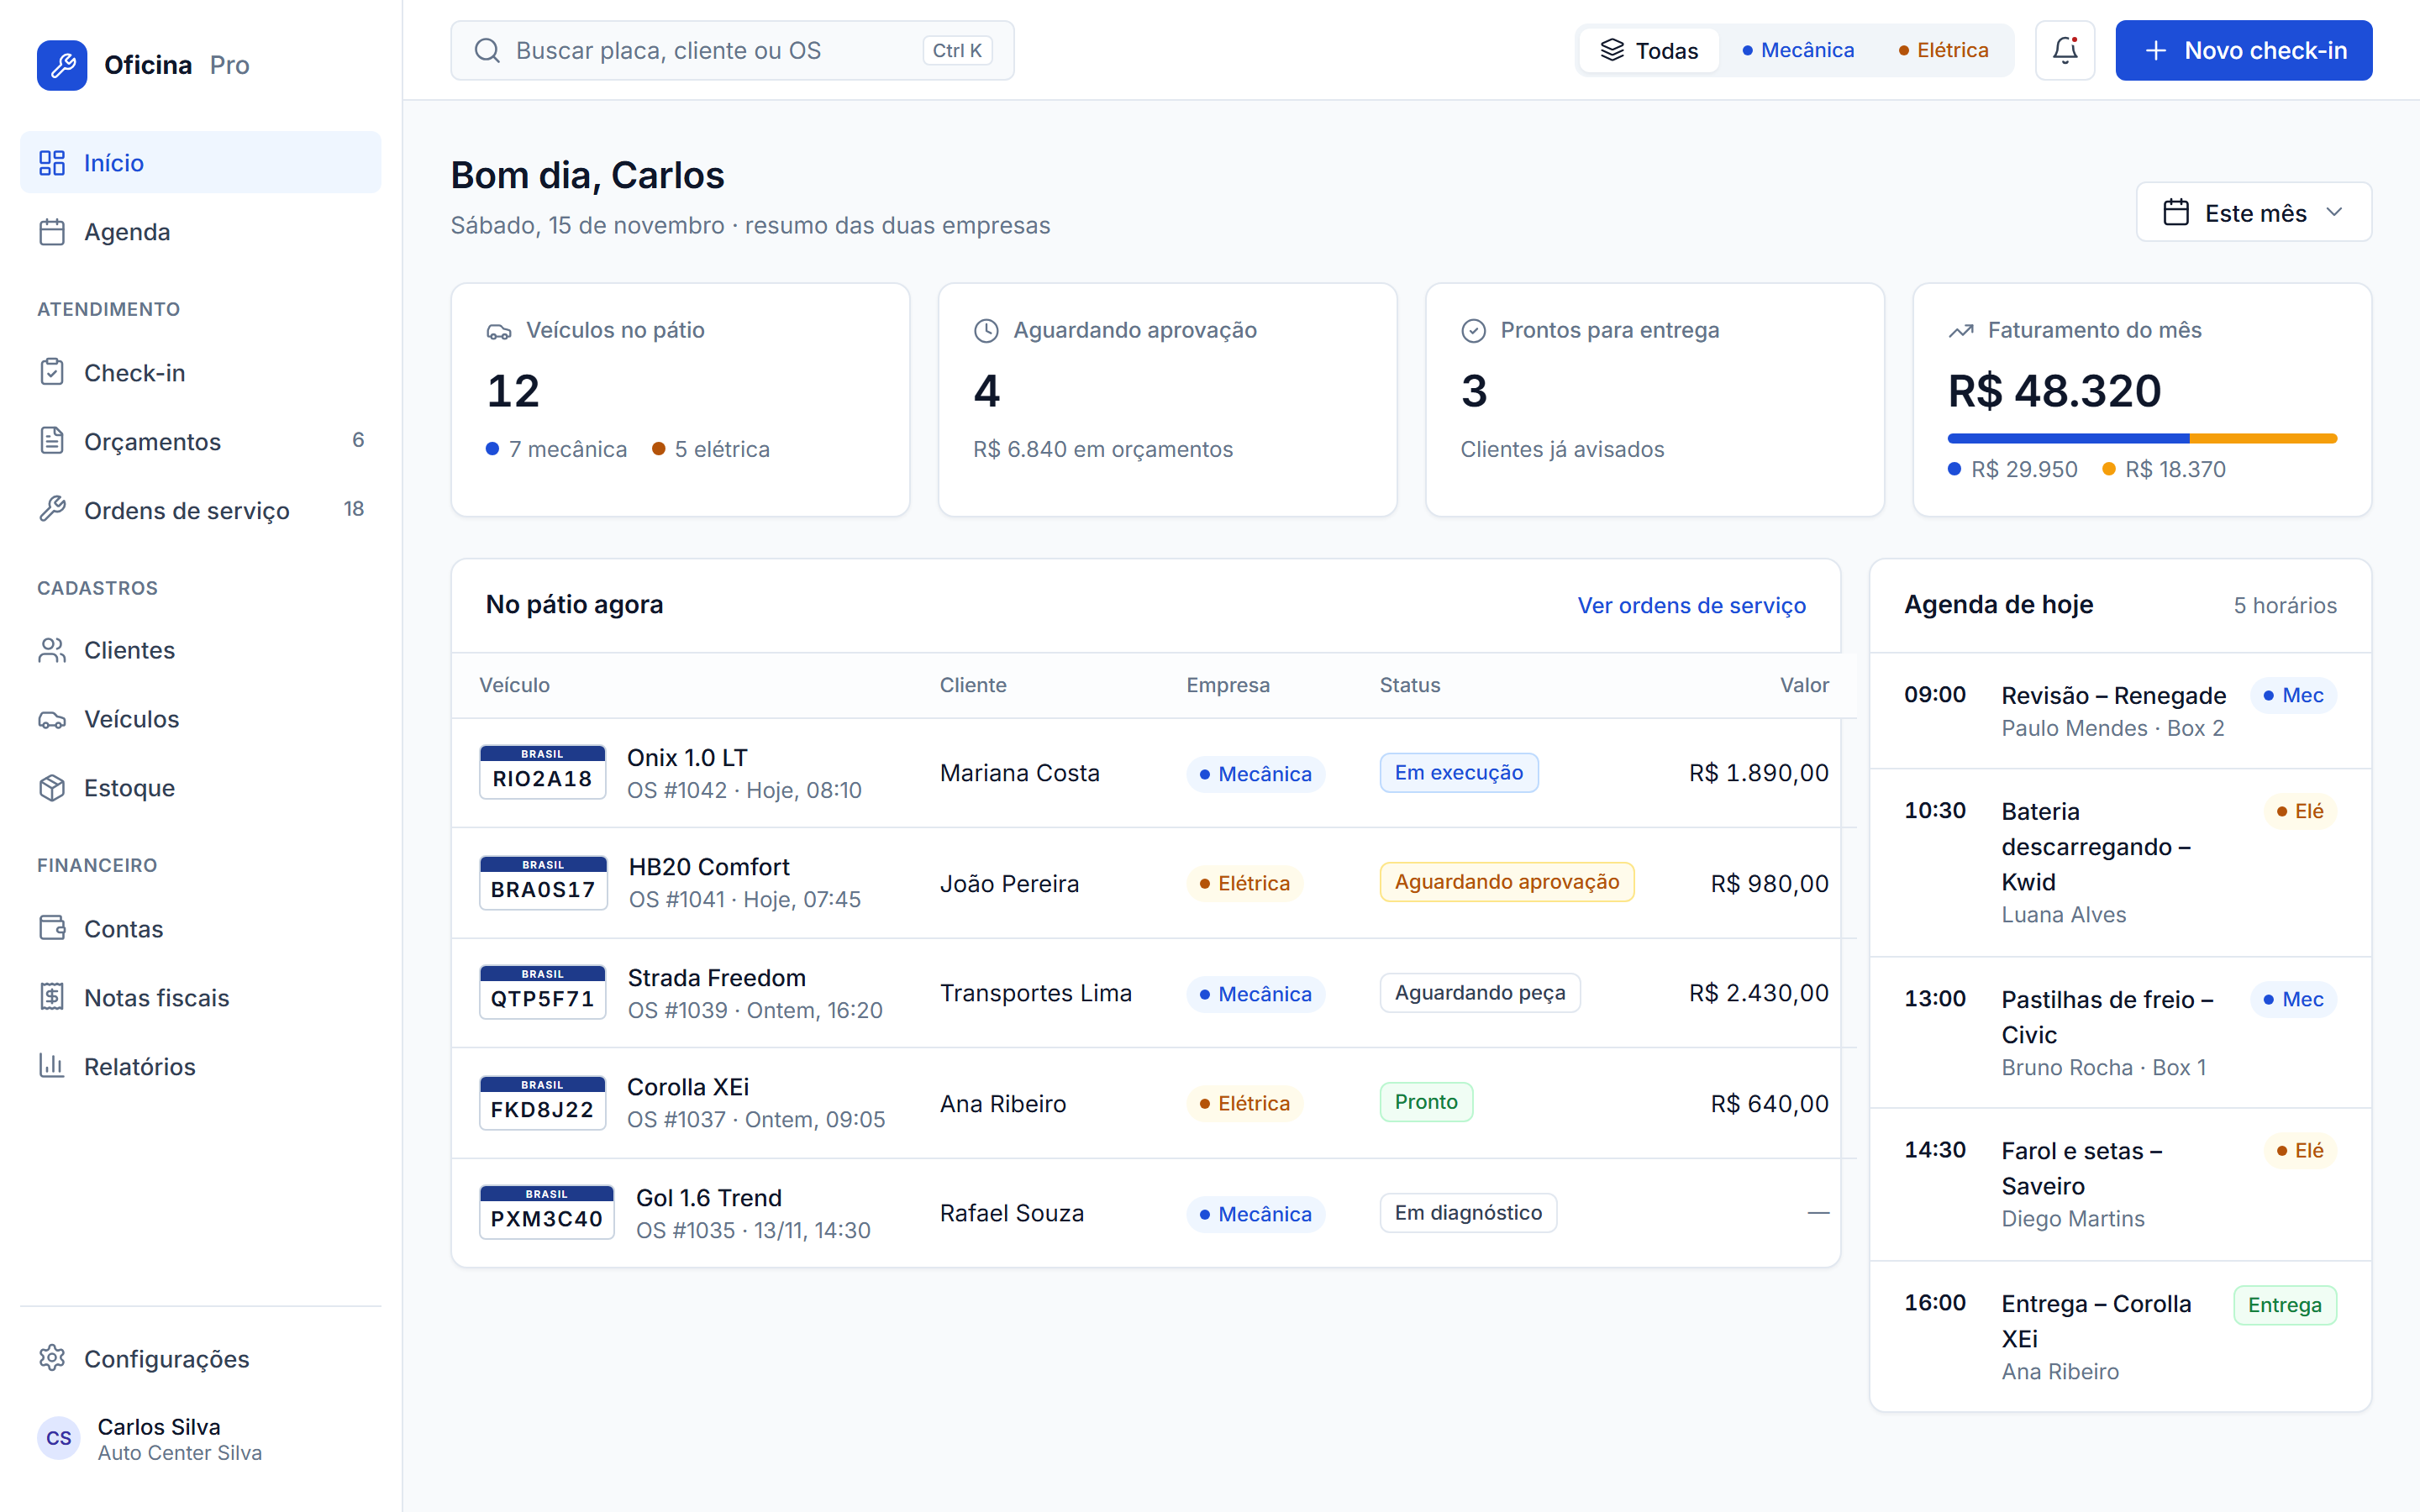 Oficina Pro
Início
Agenda
ATENDIMENTO
Check-in
Orçamentos 6
Ordens de serviço 18
CADASTROS
Clientes
Veículos
Estoque
FINANCEIRO
Contas
Notas fiscais
Relatórios
Configurações
CS
Carlos Silva
Auto Center Silva
Buscar placa, cliente ou OS Ctrl K
Todas Mecânica Elétrica
Novo check-in
Bom dia, Carlos
Sábado, 15 de novembro · resumo das duas empresas
Este mês
Veículos no pátio
12
7 mecânica 5 elétrica
Aguardando aprovação
4
R$ 6.840 em orçamentos
Prontos para entrega
3
Clientes já avisados
Faturamento do mês
R$ 48.320
R$ 29.950 R$ 18.370
No pátio agora Ver ordens de serviço
Veículo Cliente Empresa Status Valor
BRASIL
RIO2A18
Onix 1.0 LT
OS #1042 · Hoje, 08:10
Mariana Costa Mecânica Em execução R$ 1.890,00
BRASIL
BRA0S17
HB20 Comfort
OS #1041 · Hoje, 07:45
João Pereira Elétrica Aguardando aprovação R$ 980,00
BRASIL
QTP5F71
Strada Freedom
OS #1039 · Ontem, 16:20
Transportes Lima Mecânica Aguardando peça R$ 2.430,00
BRASIL
FKD8J22
Corolla XEi
OS #1037 · Ontem, 09:05
Ana Ribeiro Elétrica Pronto R$ 640,00
BRASIL
PXM3C40
Gol 1.6 Trend
OS #1035 · 13/11, 14:30
Rafael Souza Mecânica Em diagnóstico —
Agenda de hoje 5 horários
09:00 Revisão – Renegade Mec
Paulo Mendes · Box 2
10:30 Bateria Elé
descarregando –
Kwid
Luana Alves
13:00 Pastilhas de freio – Mec
Civic
Bruno Rocha · Box 1
14:30 Farol e setas – Elé
Saveiro
Diego Martins
16:00 Entrega – Corolla Entrega
XEi
Ana Ribeiro